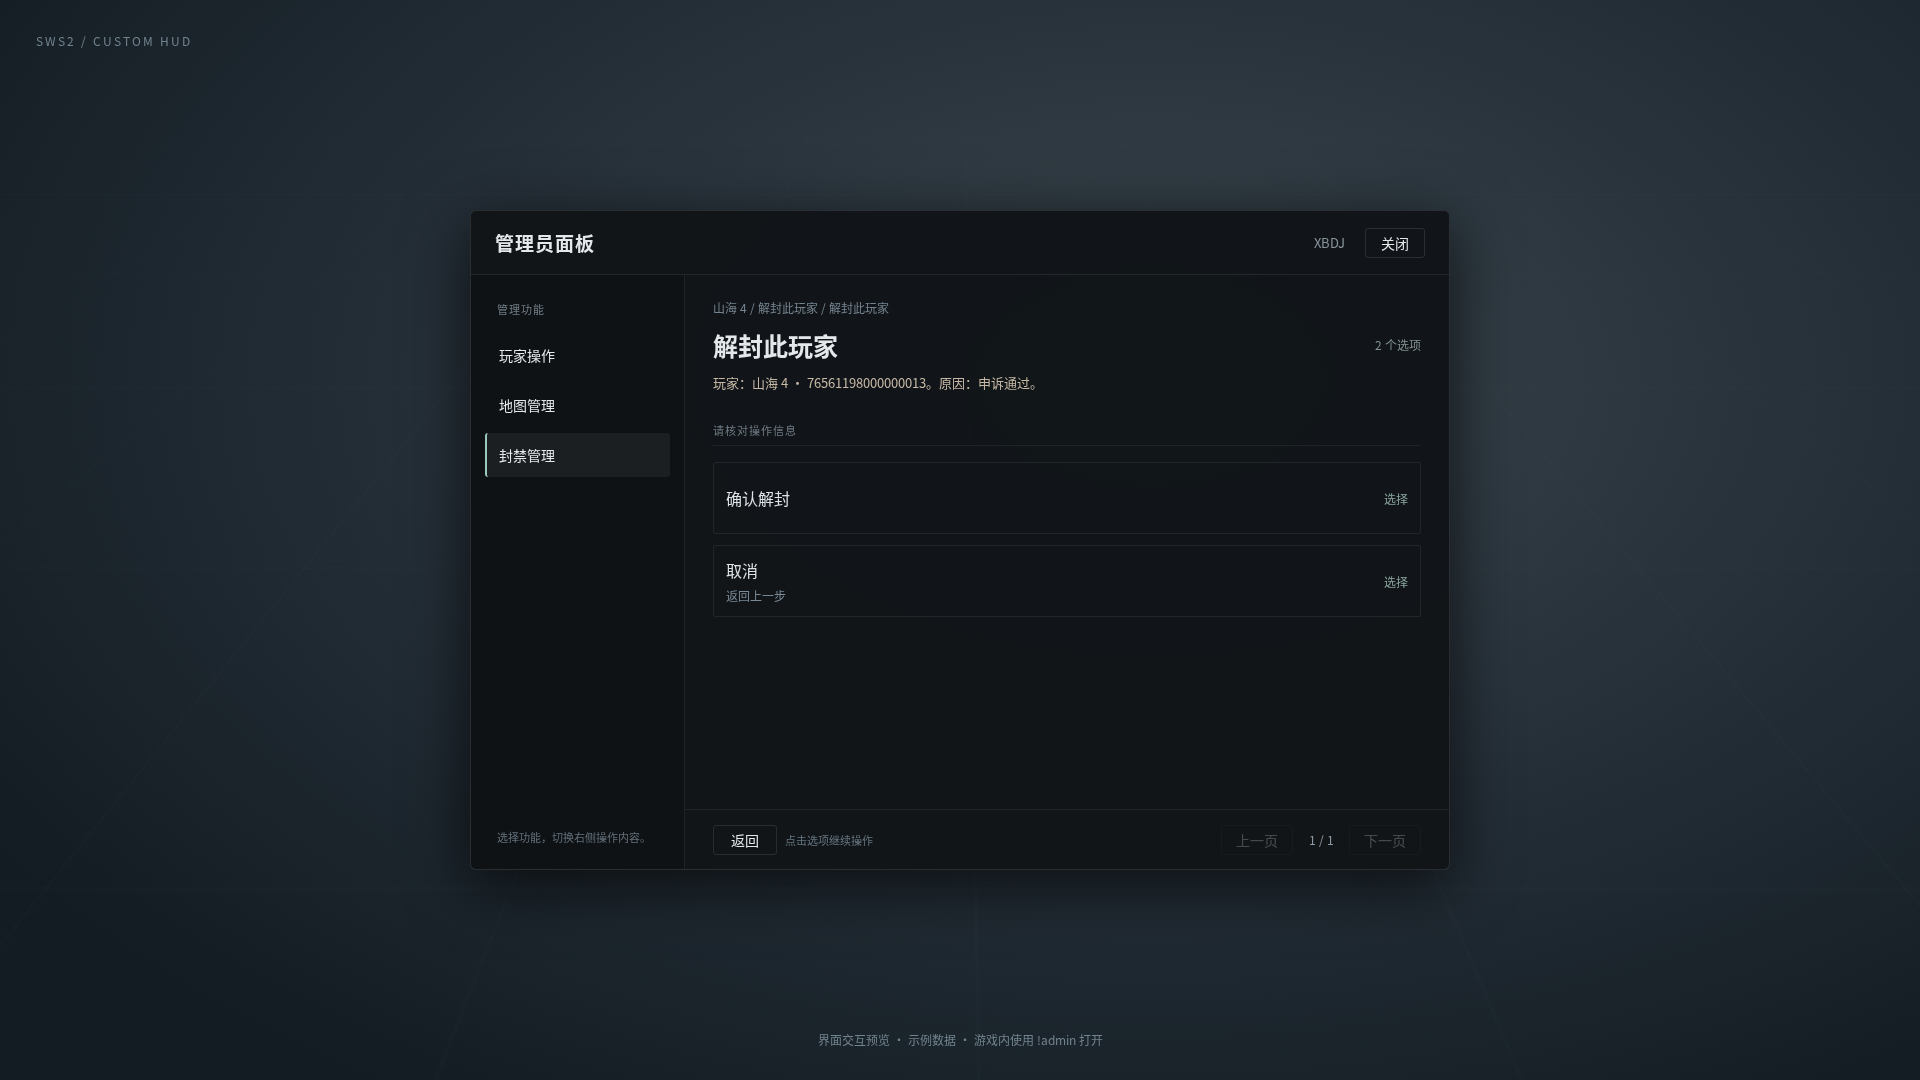 SWS2 / CUSTOM HUD
管理员面板
XBDJ
关闭
管理功能
玩家操作
地图管理
封禁管理
选择功能，切换右侧操作内容。
山海 4 / 解封此玩家 / 解封此玩家
解封此玩家
2 个选项
玩家：山海 4 · 76561198000000013。原因：申诉通过。
请核对操作信息
确认解封
选择
取消
返回上一步
选择
返回
点击选项继续操作
上一页
1 / 1
下一页
界面交互预览 · 示例数据 · 游戏内使用 !admin 打开